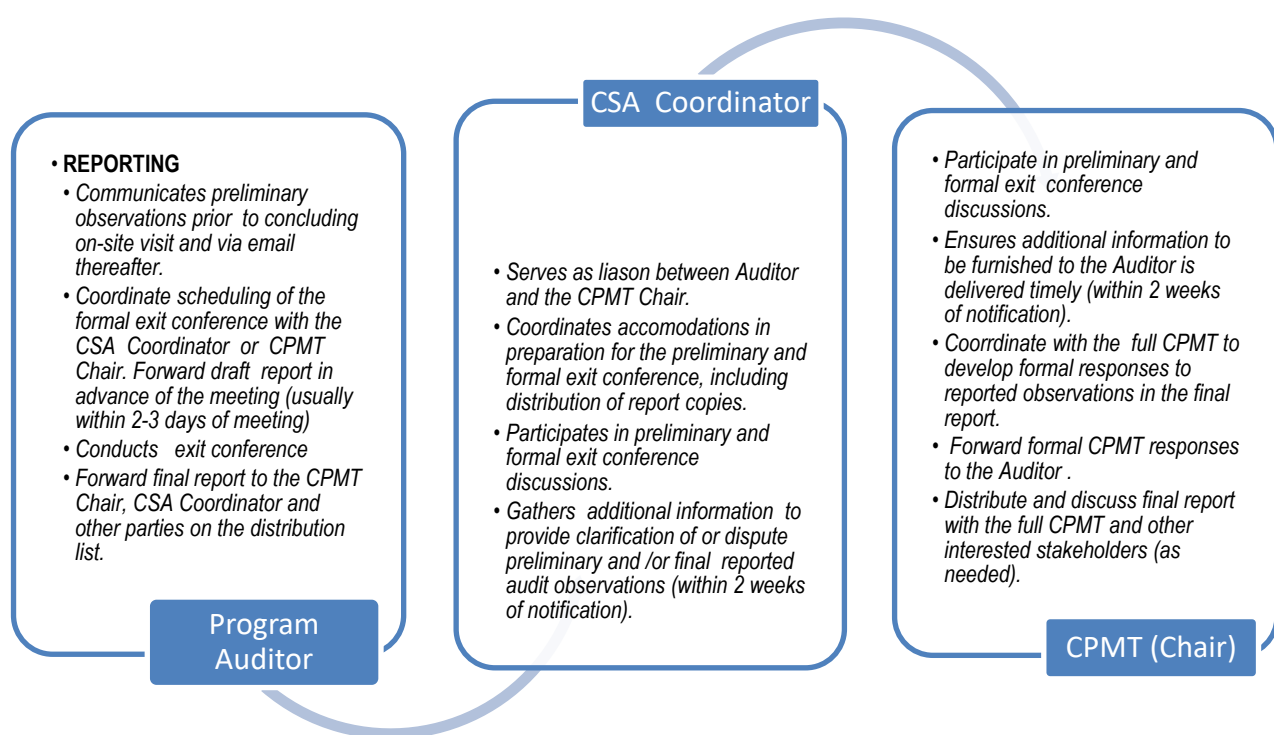 • REPORTING
• Communicates preliminary
observations prior to concluding
on-site visit and via email
thereafter.
• Coordinate scheduling of the
formal exit conference with the
CSA Coordinator or CPMT
Chair. Forward draft report in
advance of the meeting (usually
within 2-3 days of meeting)
• Conducts exit conference
• Forward final report to the CPMT
Chair, CSA Coordinator and
other parties on the distribution
list.
Program
Auditor
CSA Coordinator
• Serves as liason between Auditor
and the CPMT Chair.
• Coordinates accomodations in
preparation for the preliminary and
formal exit conference, including
distribution of report copies.
• Participates in preliminary and
formal exit conference
discussions.
• Gathers additional information to
provide clarification of or dispute
preliminary and /or final reported
audit observations (within 2 weeks
of notification).
• Participate in preliminary and
formal exit conference
discussions.
• Ensures additional information to
be furnished to the Auditor is
delivered timely (within 2 weeks
of notification).
• Coorrdinate with the full CPMT to
develop formal responses to
reported observations in the final
report.
• Forward formal CPMT responses
to the Auditor .
• Distribute and discuss final report
with the full CPMT and other
interested stakeholders (as
needed).
CPMT (Chair)